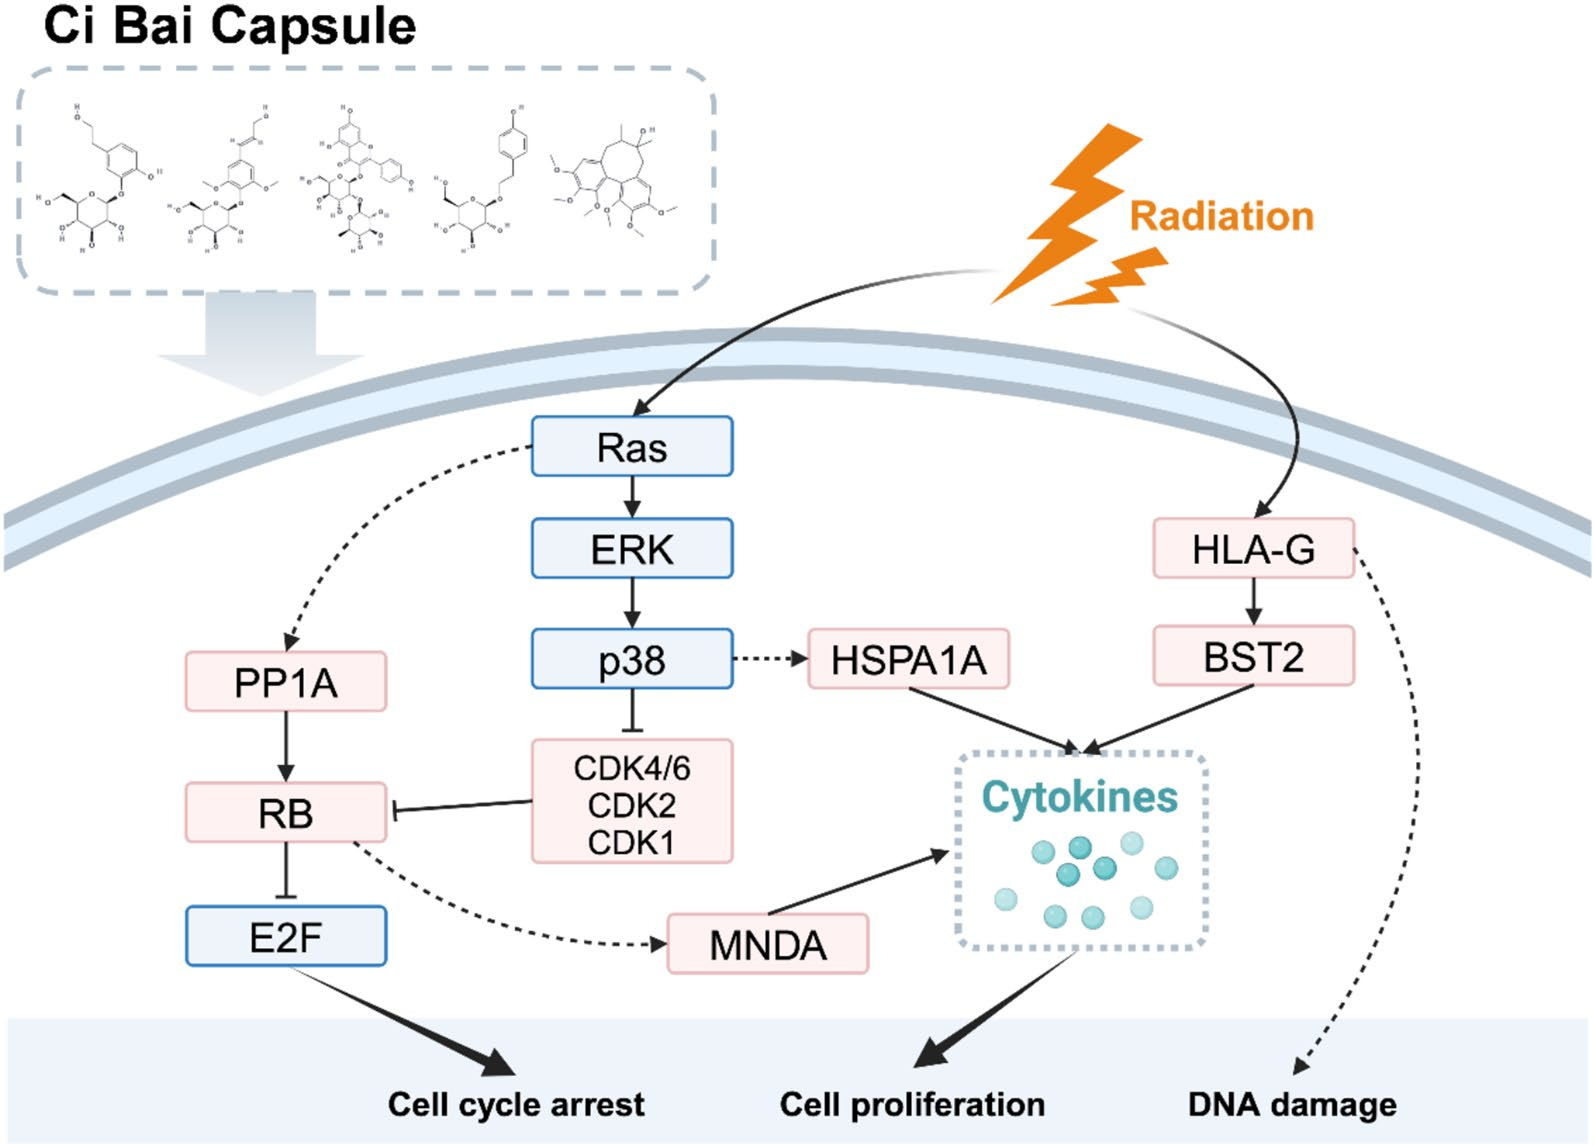 Ci Bai Capsule
Radiation
Ras
ERK
HLA-G
p38
HSPA1A
BST2
PP1A
CDK4/6
CDK2
CDK1
RB
Cytokines
E2F
MNDA
Cell cycle arrest
Cell proliferation
DNA damage